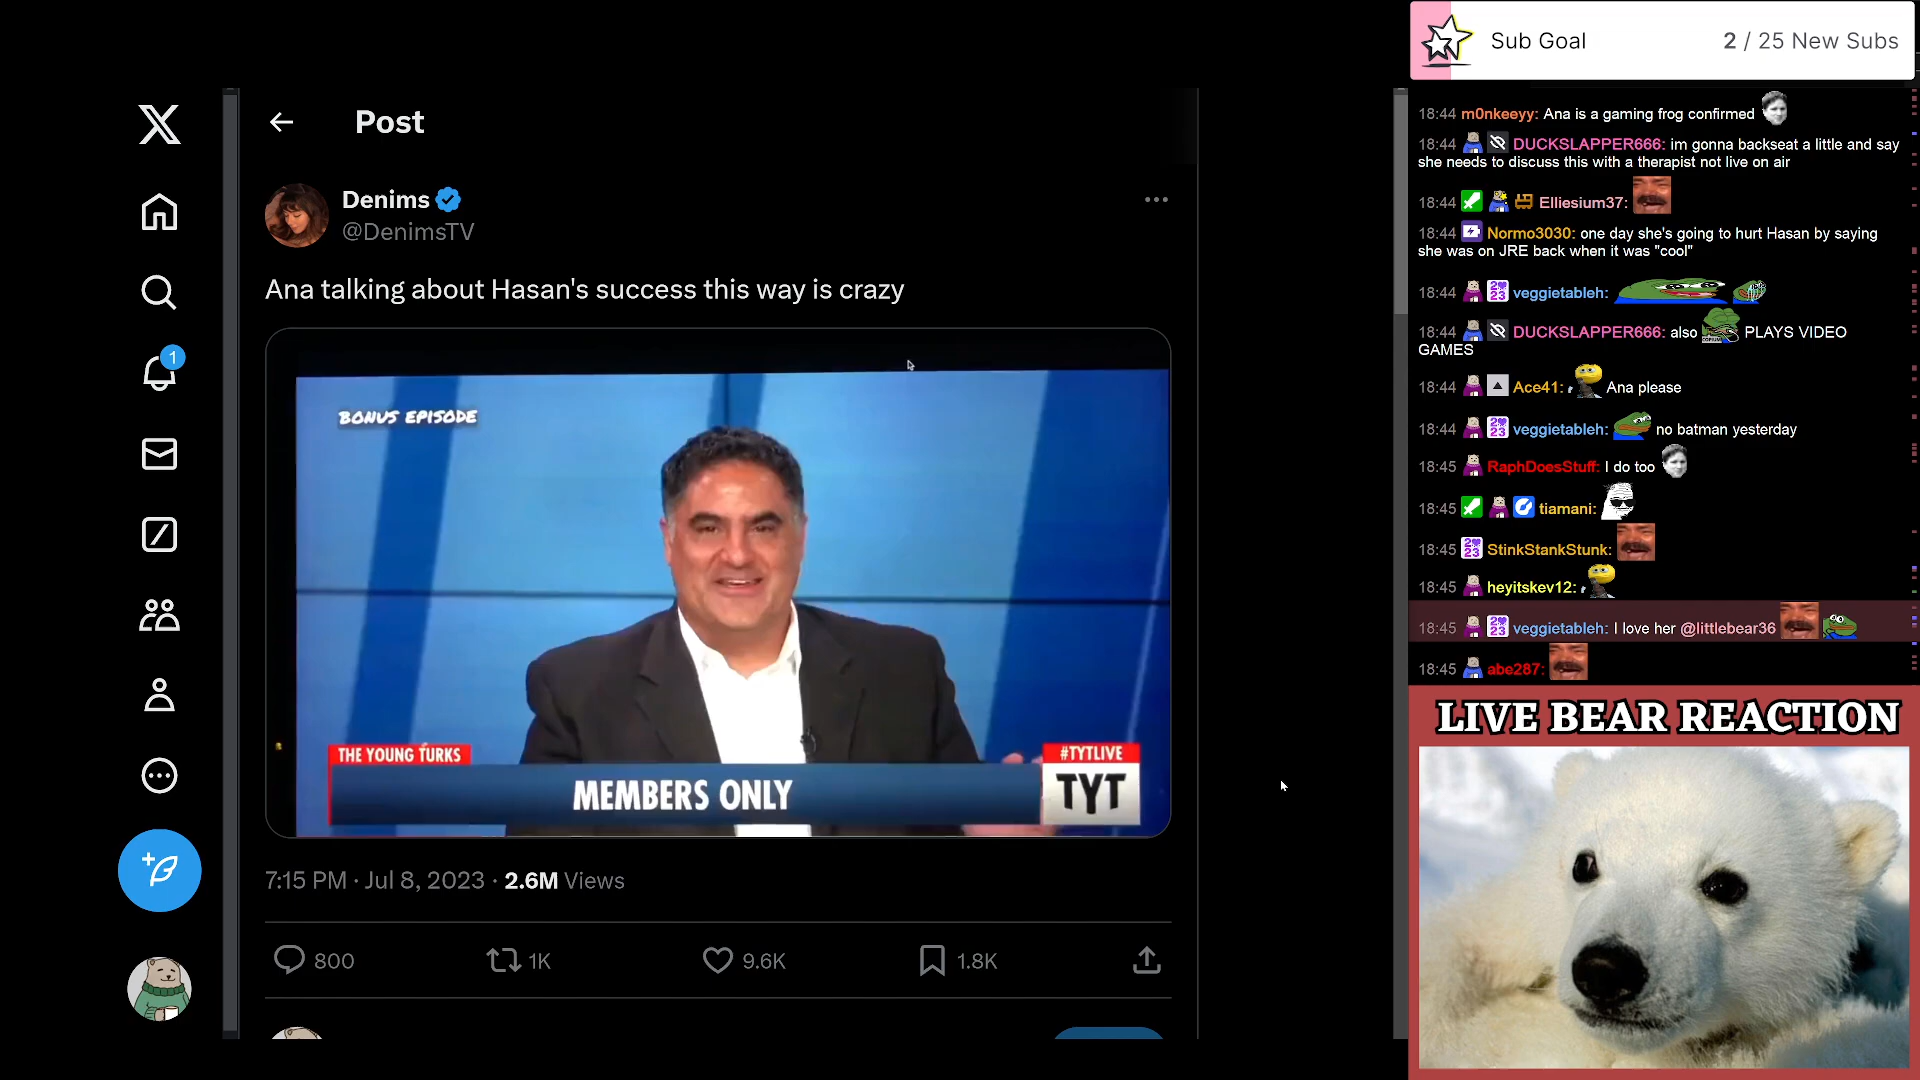 Sub Goal 2 / 25 New Subs
Post
1
Denims
@DenimsTV
Ana talking about Hasan's success this way is crazy
BONUS EPISODE
THE YOUNG TURKS
#TYTLIVE
MEMBERS ONLY
TYT
7:15 PM · Jul 8, 2023 · 2.6M Views
800 1K 9.6K 1.8K
18:44 m0nkeeyy: Ana is a gaming frog confirmed
18:44 DUCKSLAPPER666: im gonna backseat a little and say
she needs to discuss this with a therapist not live on air
18:44 Elliesium37:
18:44 Normo3030: one day she's going to hurt Hasan by saying
she was on JRE back when it was "cool"
18:44 veggietableh:
18:44 DUCKSLAPPER666: also PLAYS VIDEO
GAMES
18:44 Ace41: Ana please
18:44 veggietableh: no batman yesterday
18:45 RaphDoesStuff: I do too
18:45 tiamani:
18:45 StinkStankStunk:
18:45 heyitskev12:
18:45 veggietableh: I love her @littlebear36
18:45 abe287:
LIVE BEAR REACTION